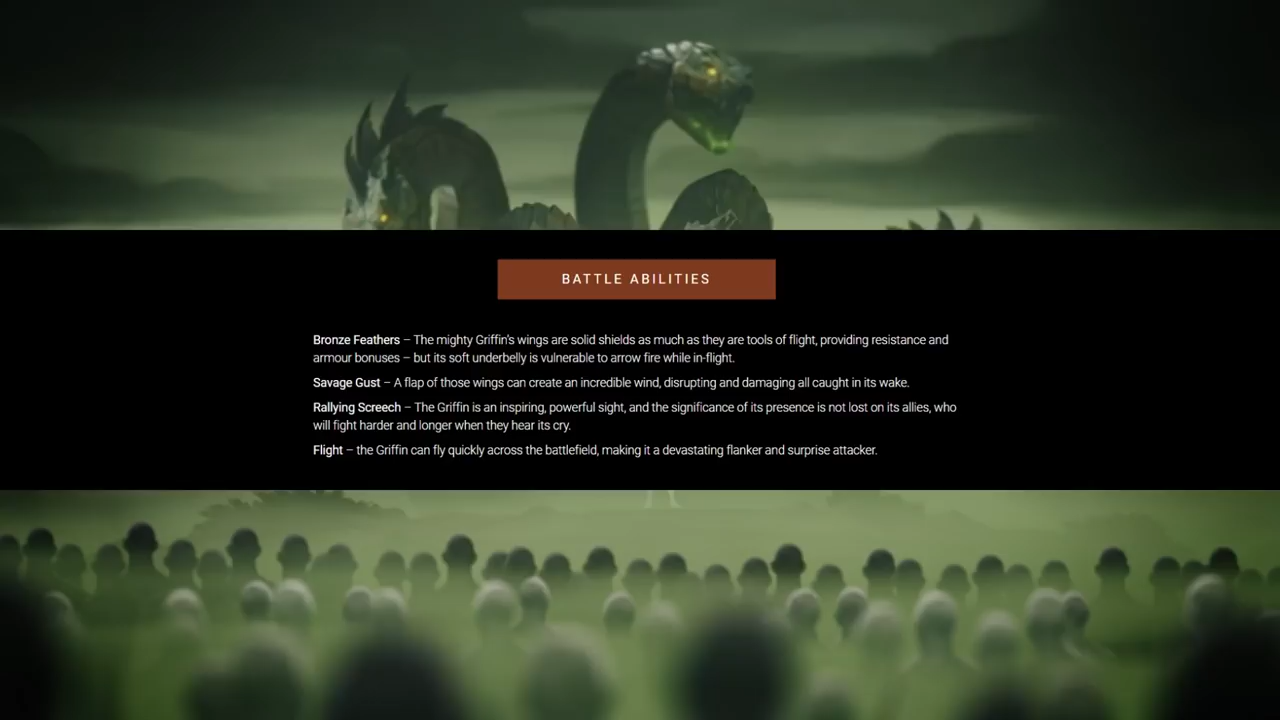 BATTLE ABILITIES
Bronze Feathers – The mighty Griffin's wings are solid shields as much as they are tools of flight, providing resistance and
armour bonuses – but its soft underbelly is vulnerable to arrow fire while in-flight.
Savage Gust – A flap of those wings can create an incredible wind, disrupting and damaging all caught in its wake.
Rallying Screech – The Griffin is an inspiring, powerful sight, and the significance of its presence is not lost on its allies, who
will fight harder and longer when they hear its cry.
Flight – the Griffin can fly quickly across the battlefield, making it a devastating flanker and surprise attacker.